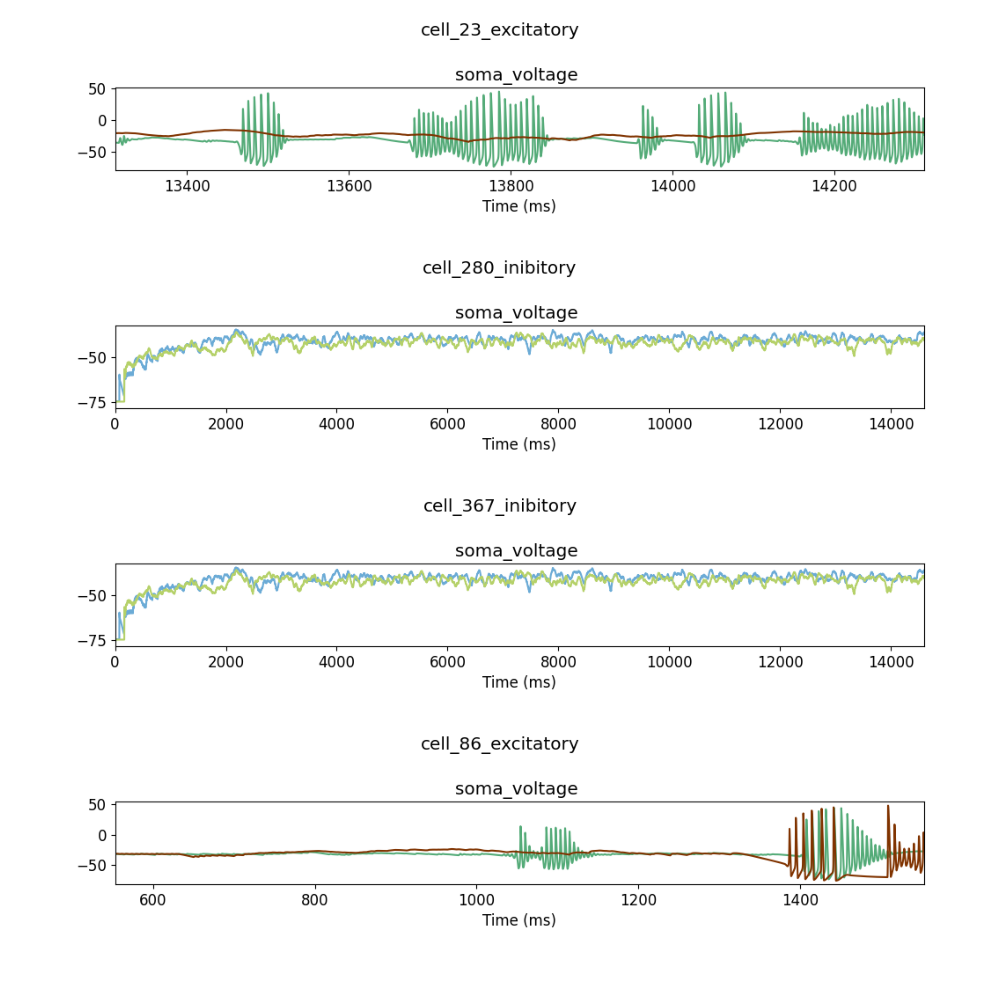 cell_23_excitatory
soma_voltage
50
0
−50
13400 13600 13800 14000 14200
Time (ms)
cell_280_inibitory
soma_voltage
−50
−75
0 2000 4000 6000 8000 10000 12000 14000
Time (ms)
cell_367_inibitory
soma_voltage
−50
−75
0 2000 4000 6000 8000 10000 12000 14000
Time (ms)
cell_86_excitatory
soma_voltage
50
0
−50
600 800 1000 1200 1400
Time (ms)